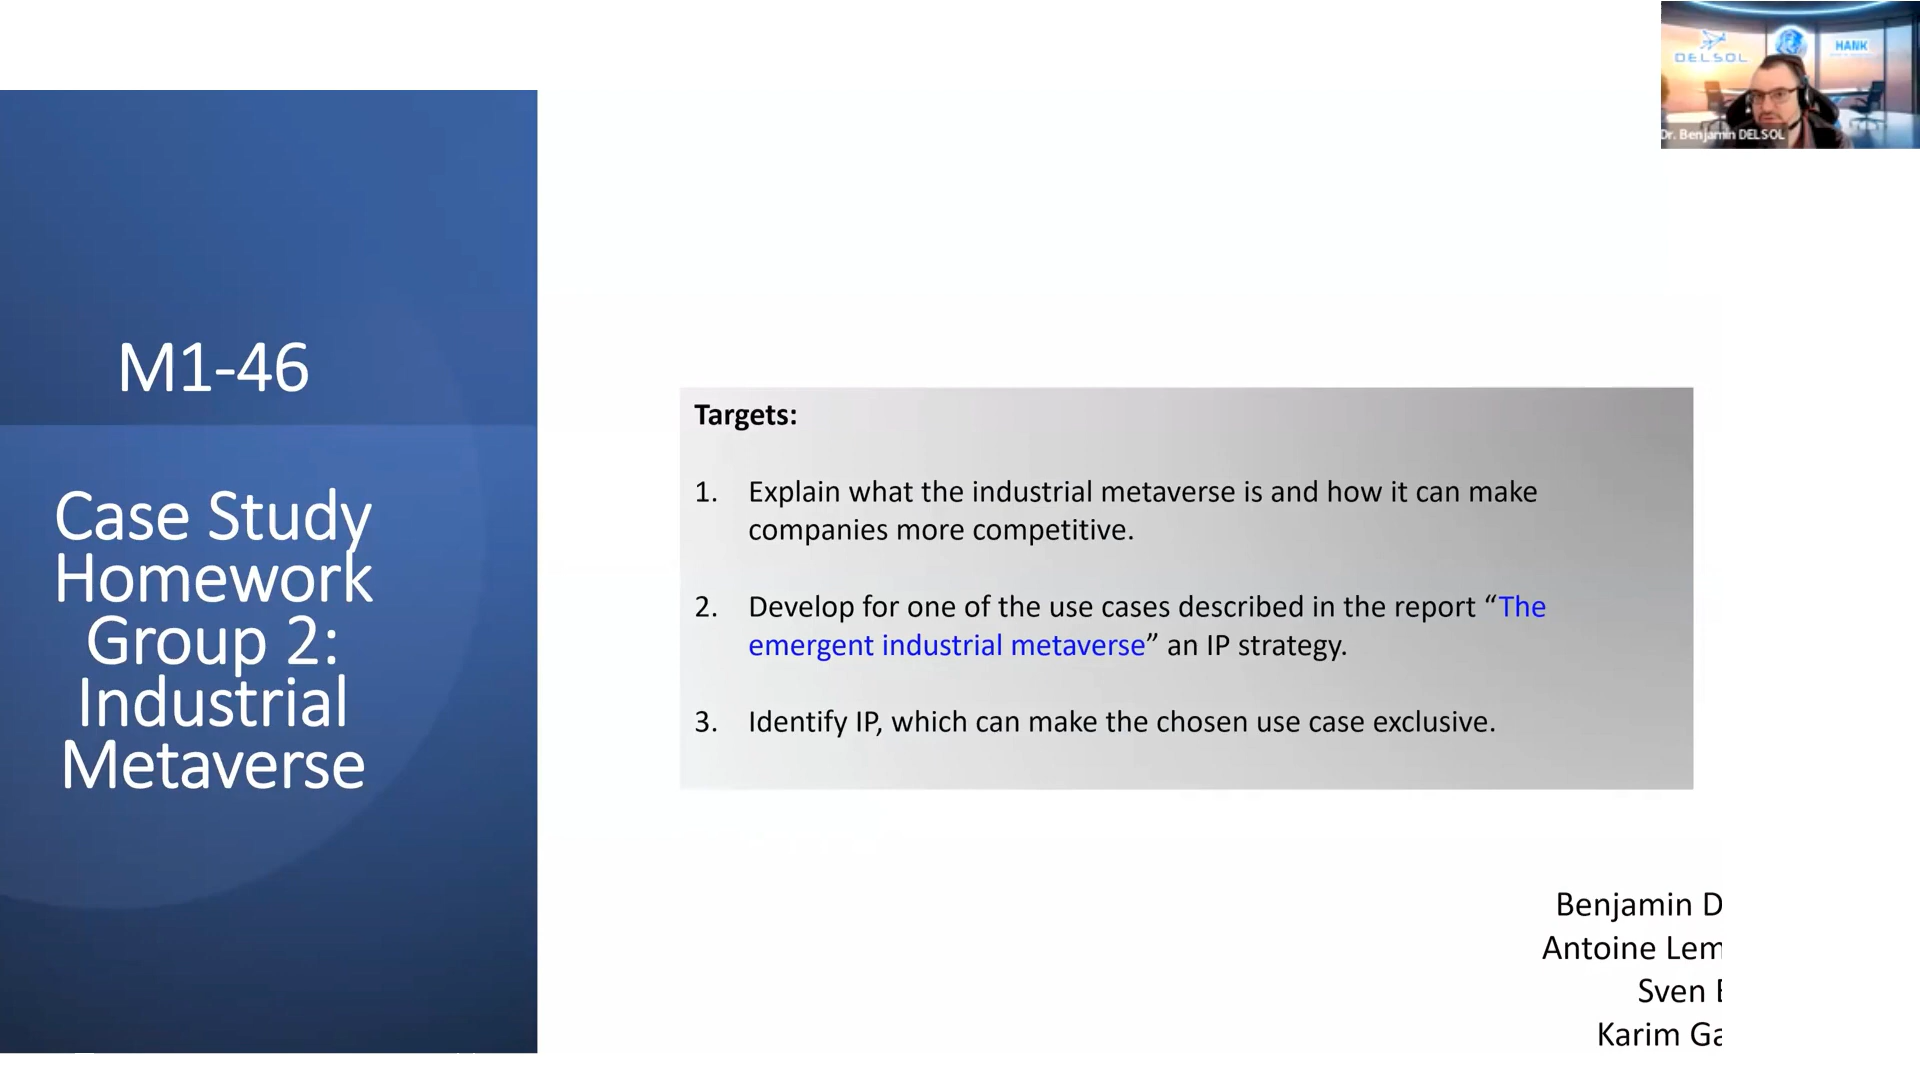 DELSOL
HANK
Dr. Benjamin DELSOL
M1-46
Case Study
Homework
Group 2:
Industrial
Metaverse
Targets:
1. Explain what the industrial metaverse is and how it can make
companies more competitive.
2. Develop for one of the use cases described in the report “The
emergent industrial metaverse” an IP strategy.
3. Identify IP, which can make the chosen use case exclusive.
Benjamin D
Antoine Lem
Sven
Karim Ga